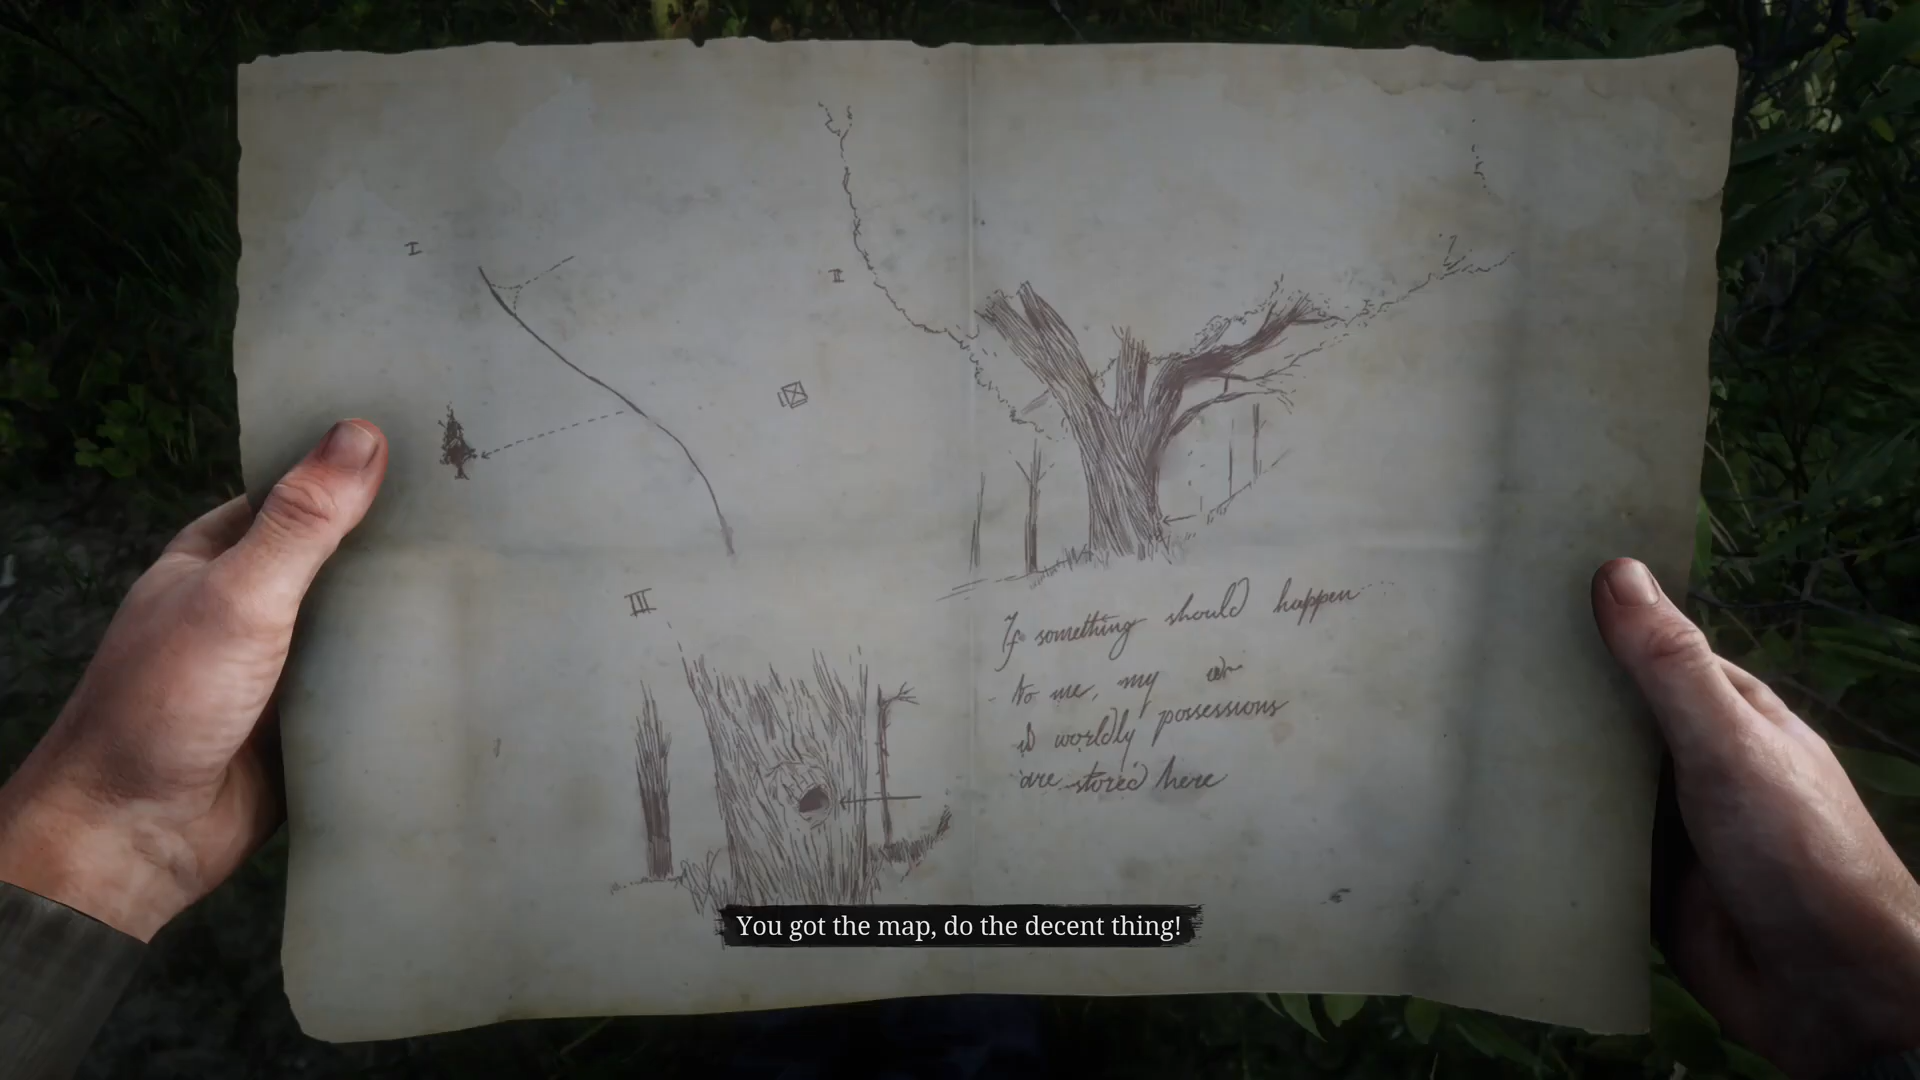 I
II
III
If something should happen
to me, my
worldly possessions
are stored here
You got the map, do the decent thing!